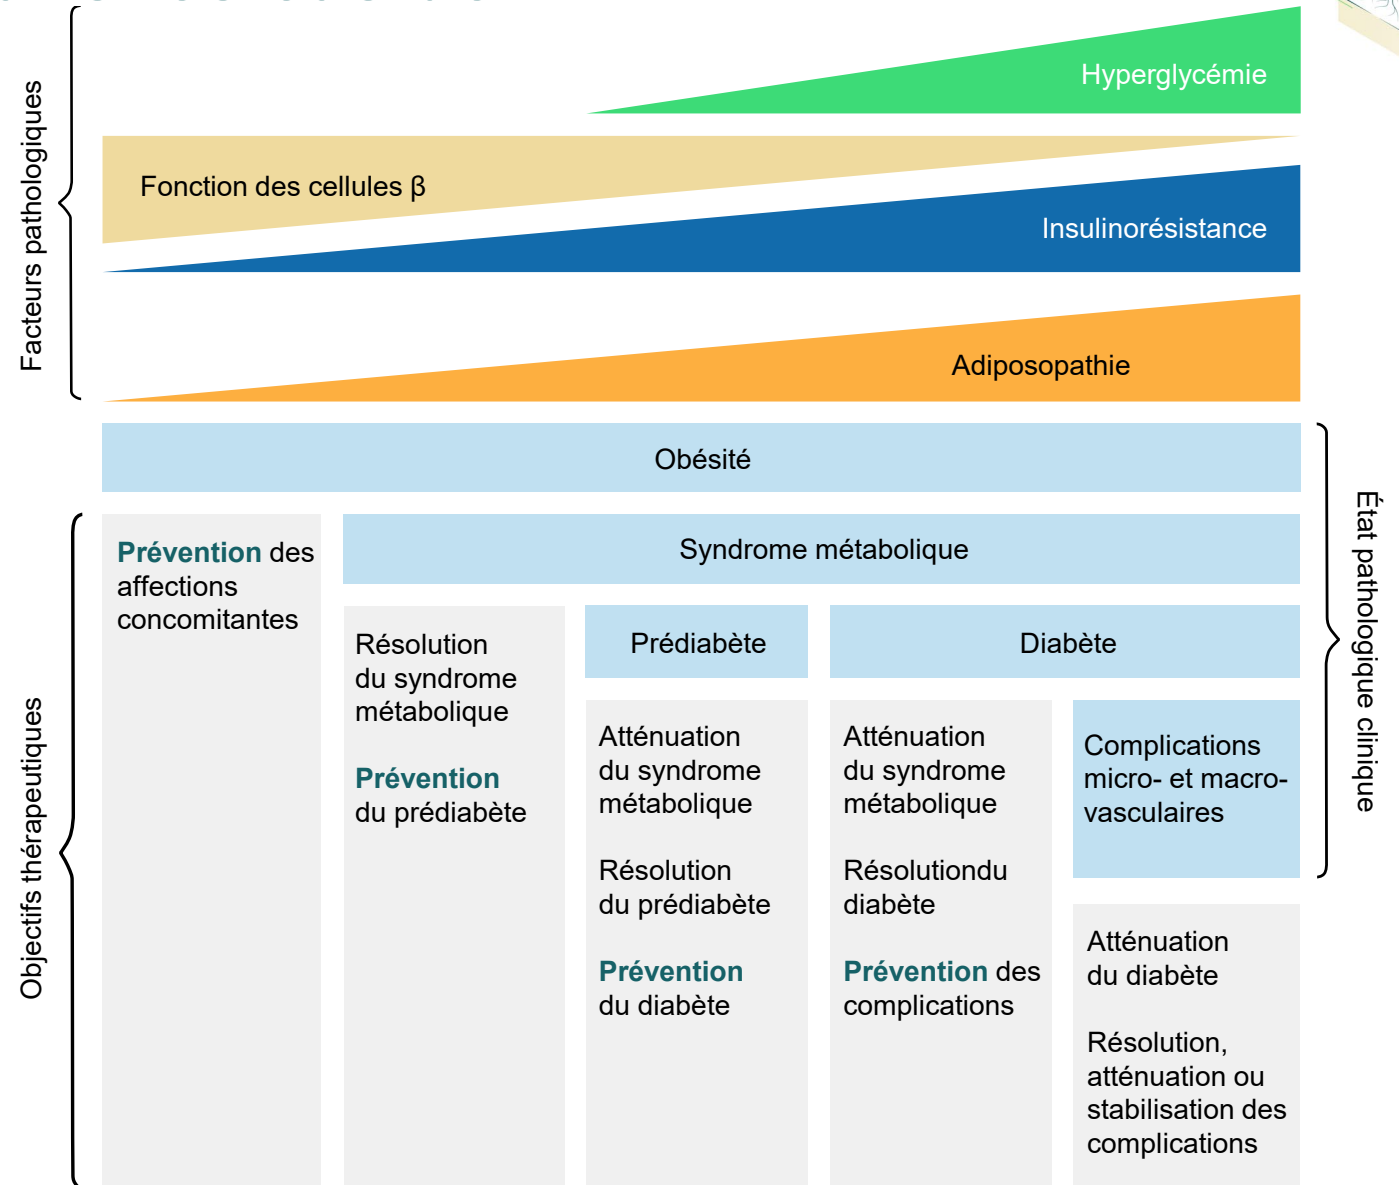 Facteurs pathologiques
Hyperglycémie
Fonction des cellules β
Insulinorésistance
Adiposopathie
Obésité
État pathologique clinique
Objectifs thérapeutiques
Prévention des
affections
concomitantes
Syndrome métabolique
Résolution
du syndrome
métabolique
Prévention
du prédiabète
Prédiabète
Atténuation
du syndrome
métabolique
Résolution
du prédiabète
Prévention
du diabète
Diabète
Atténuation
du syndrome
métabolique
Résolutiondu
diabète
Prévention des
complications
Complications
micro- et macro-
vasculaires
Atténuation
du diabète
Résolution,
atténuation ou
stabilisation des
complications